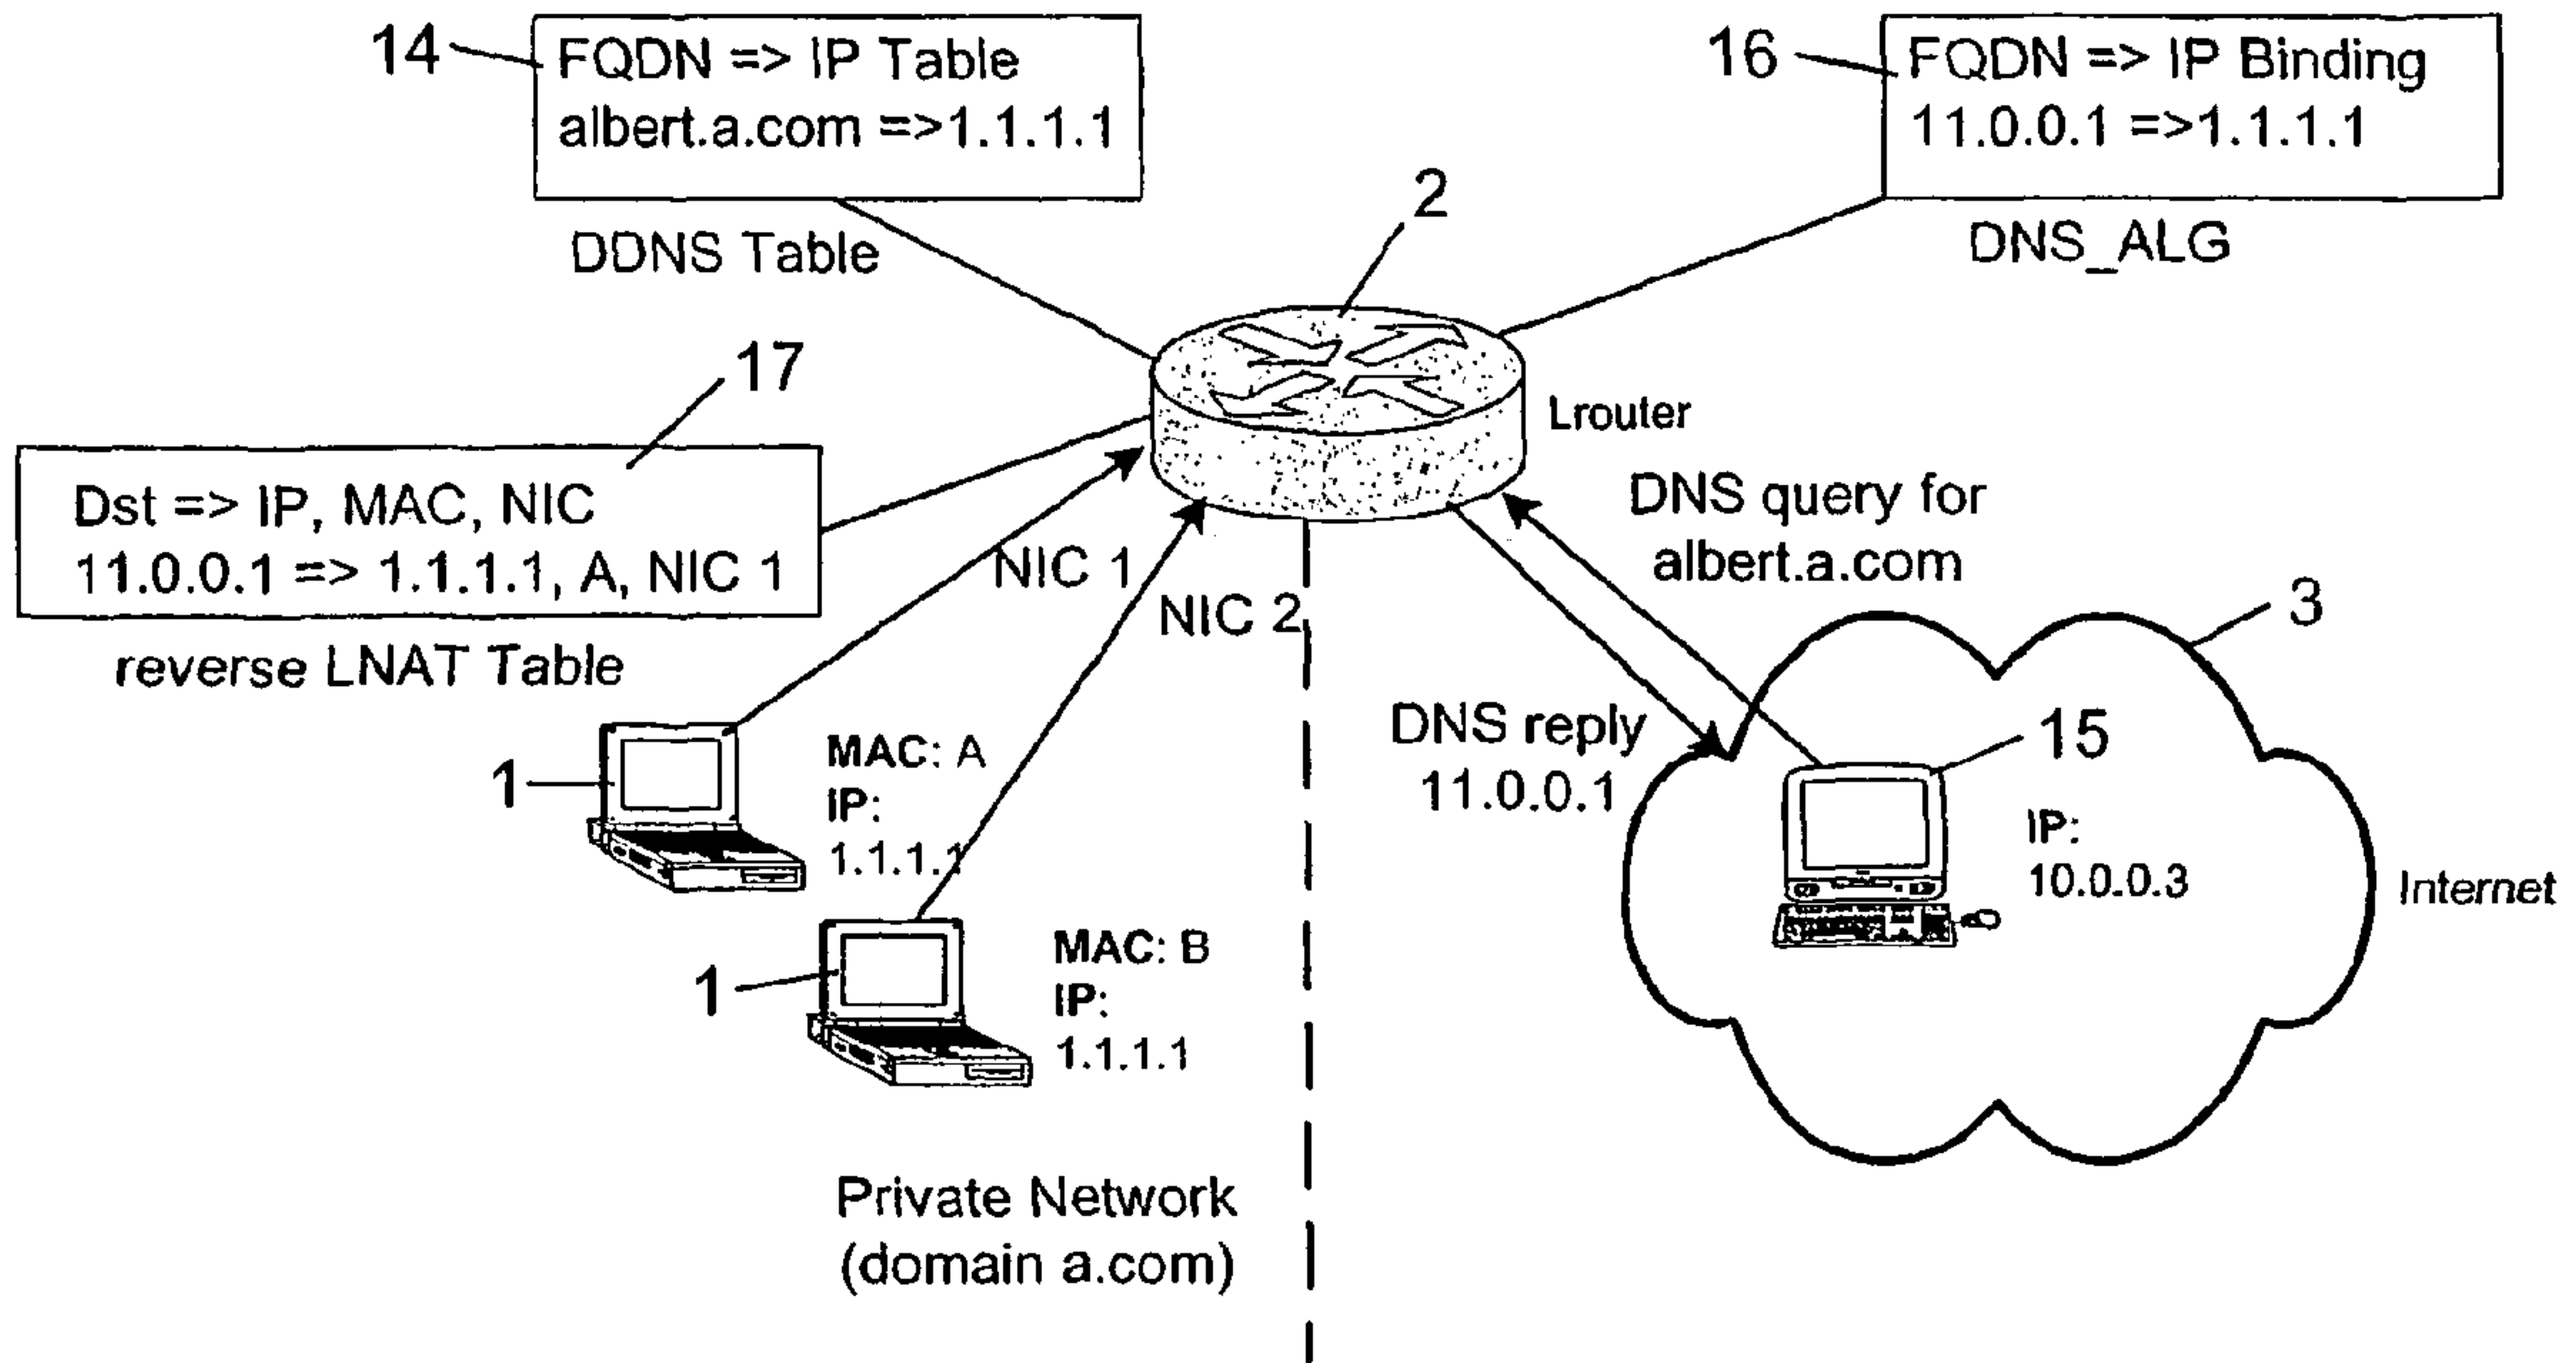 14
FQDN => IP Table
albert.a.com =>1.1.1.1
DDNS Table
16
FQDN => IP Binding
11.0.0.1 =>1.1.1.1
DNS_ALG
2
Lrouter
17
Dst => IP, MAC, NIC
11.0.0.1 => 1.1.1.1, A, NIC 1
reverse LNAT Table
NIC 1
NIC 2
DNS query for
albert.a.com
3
DNS reply
11.0.0.1
15
IP:
10.0.0.3
Internet
1
MAC: A
IP:
1.1.1.1
1
MAC: B
IP:
1.1.1.1
Private Network
(domain a.com)